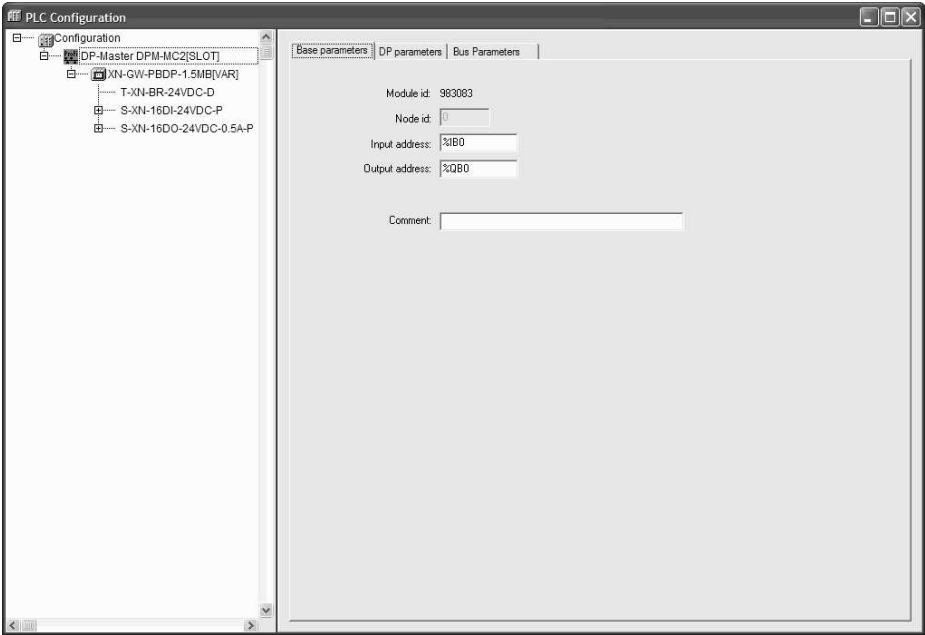 PLC Configuration
Configuration
DP-Master DPM-MC2[SLOT]
XN-GW-PBDP-1.5MB[VAR]
T-XN-BR-24VDC-D
S-XN-16DI-24VDC-P
S-XN-16DO-24VDC-0.5A-P
Base parameters DP parameters Bus Parameters
Module id: 983083
Node id: 0
Input address: %IB0
Output address: %QB0
Comment: